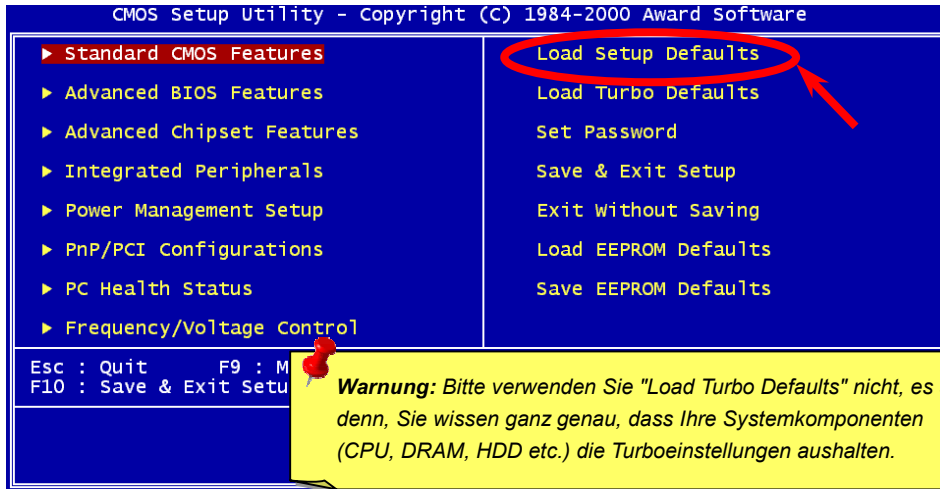 CMOS Setup Utility – Copyright (C) 1984-2000 Award Software
▶ Standard CMOS Features
▶ Advanced BIOS Features
▶ Advanced Chipset Features
▶ Integrated Peripherals
▶ Power Management Setup
▶ PnP/PCI Configurations
▶ PC Health Status
▶ Frequency/Voltage Control
Load Setup Defaults
Load Turbo Defaults
Set Password
Save & Exit Setup
Exit Without Saving
Load EEPROM Defaults
Save EEPROM Defaults
Esc : Quit F9 : M
F10 : Save & Exit Setu
Warnung: Bitte verwenden Sie "Load Turbo Defaults" nicht, es
denn, Sie wissen ganz genau, dass Ihre Systemkomponenten
(CPU, DRAM, HDD etc.) die Turboeinstellungen aushalten.